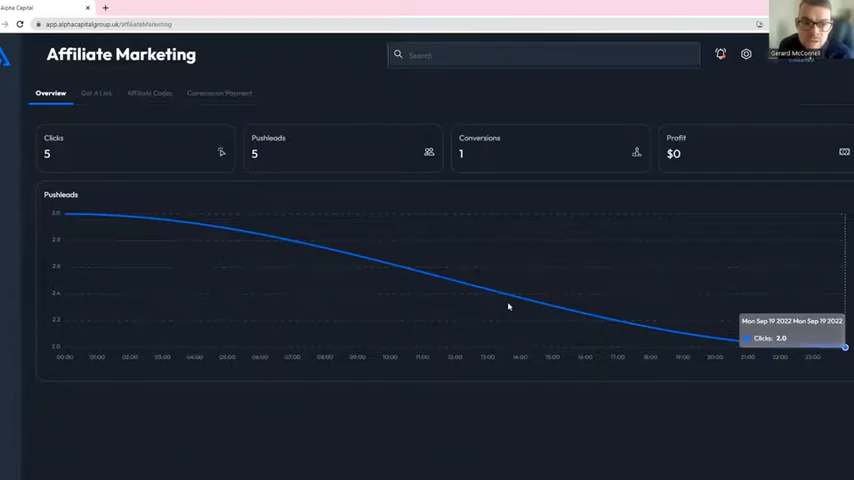 Alpha Capital
app.alphacapitalgroup.uk/affiliateMarketing
Affiliate Marketing
Search
Gerard McConnell
Overview
Get A Link
Affiliate Codes
Commission Payment
Clicks
5
Pushleads
5
Conversions
1
Profit
$0
Pushleads
3.0
2.8
2.6
2.4
2.2
2.0
Mon Sep 19 2022 Mon Sep 19 2022
Clicks: 2.0
00:00 01:00 02:00 03:00 04:00 05:00 06:00 07:00 08:00 09:00 10:00 11:00 12:00 13:00 14:00 15:00 16:00 17:00 18:00 19:00 20:00 21:00 22:00 23:00